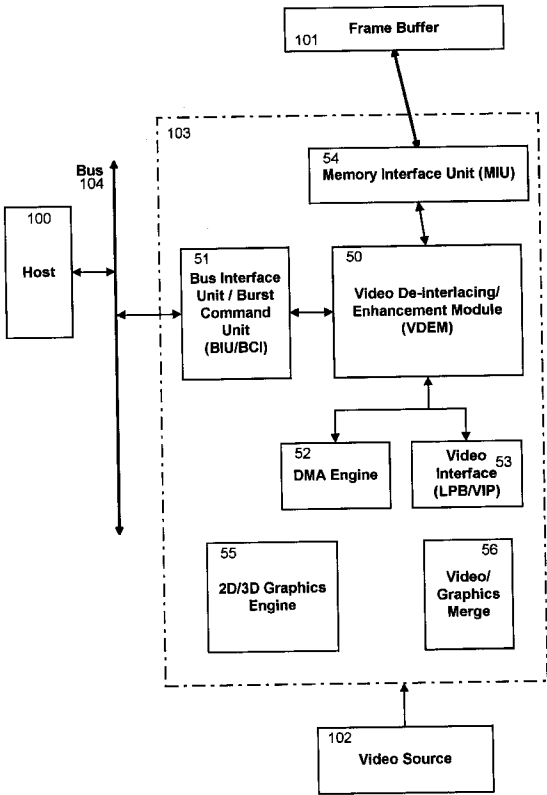 Frame Buffer
101
103
54
Memory Interface Unit (MIU)
Bus
104
100
Host
51
Bus Interface
Unit / Burst
Command
Unit
(BIU/BCI)
50
Video De-interlacing/
Enhancement Module
(VDEM)
52
DMA Engine
Video
Interface
53
(LPB/VIP)
55
2D/3D Graphics
Engine
56
Video/
Graphics
Merge
102
Video Source